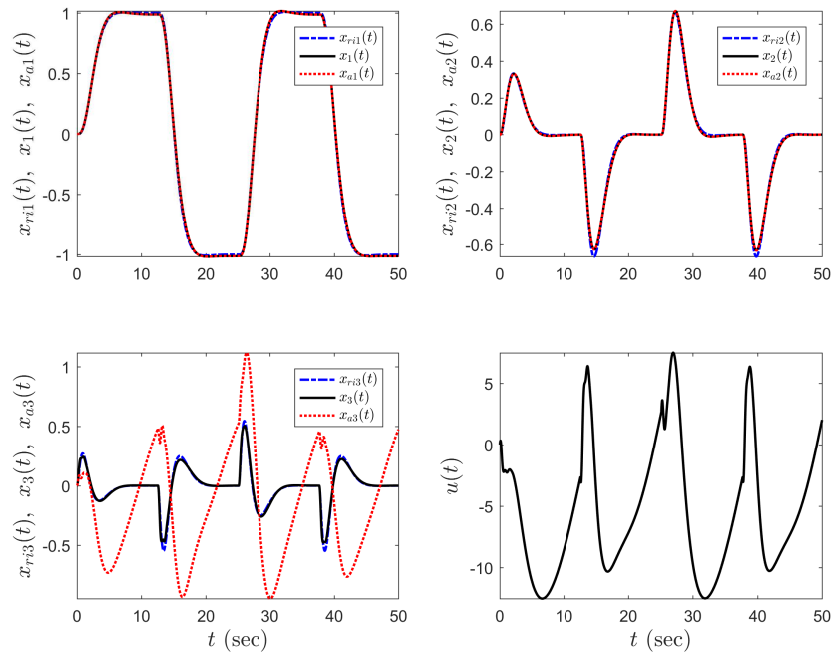 x_{ri1}(t), x_1(t), x_{a1}(t)
1
0.5
0
-0.5
-1
0 10 20 30 40 50
x_{ri1}(t)
x_1(t)
x_{a1}(t)
x_{ri2}(t), x_2(t), x_{a2}(t)
0.6
0.4
0.2
0
-0.2
-0.4
-0.6
0 10 20 30 40 50
x_{ri2}(t)
x_2(t)
x_{a2}(t)
x_{ri3}(t), x_3(t), x_{a3}(t)
1
0.5
0
-0.5
0 10 20 30 40 50
x_{ri3}(t)
x_3(t)
x_{a3}(t)
t (sec)
u(t)
5
0
-5
-10
0 10 20 30 40 50
t (sec)